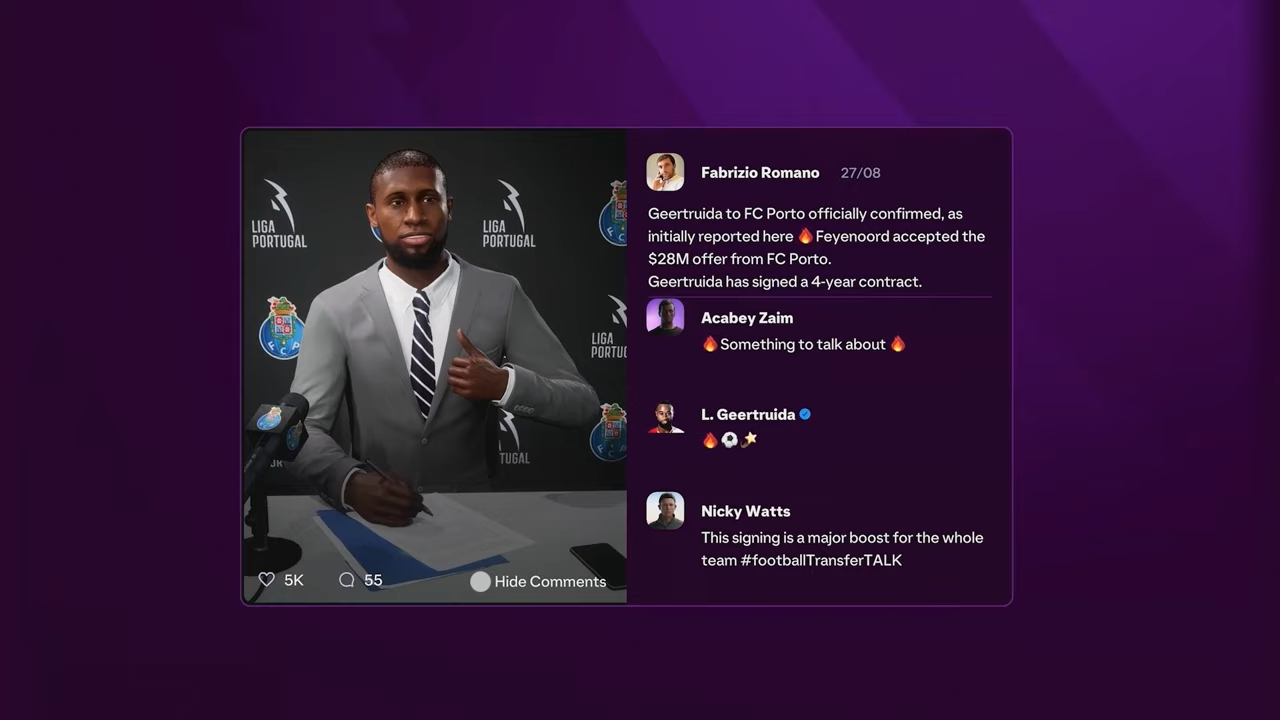 LIGA
PORTUGAL
LIGA
PORTUGAL
LIGA
PORTU
TUGAL
5K
55
Hide Comments
Fabrizio Romano 27/08
Geertruida to FC Porto officially confirmed, as
initially reported here 🔥Feyenoord accepted the
$28M offer from FC Porto.
Geertruida has signed a 4-year contract.
Acabey Zaim
🔥Something to talk about 🔥
L. Geertruida
🔥⚽🌠
Nicky Watts
This signing is a major boost for the whole
team #footballTransferTALK